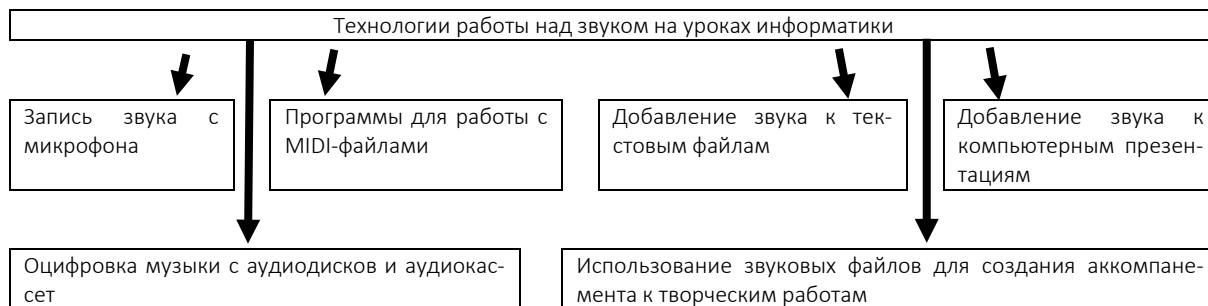 Технологии работы над звуком на уроках информатики
Запись звука с
микрофона
Программы для работы с
MIDI-файлами
Добавление звука к тек-
стовым файлам
Добавление звука к
компьютерным презен-
тациям
Оцифровка музыки с аудиодисков и аудиокас-
сет
Использование звуковых файлов для создания аккомпане-
мента к творческим работам